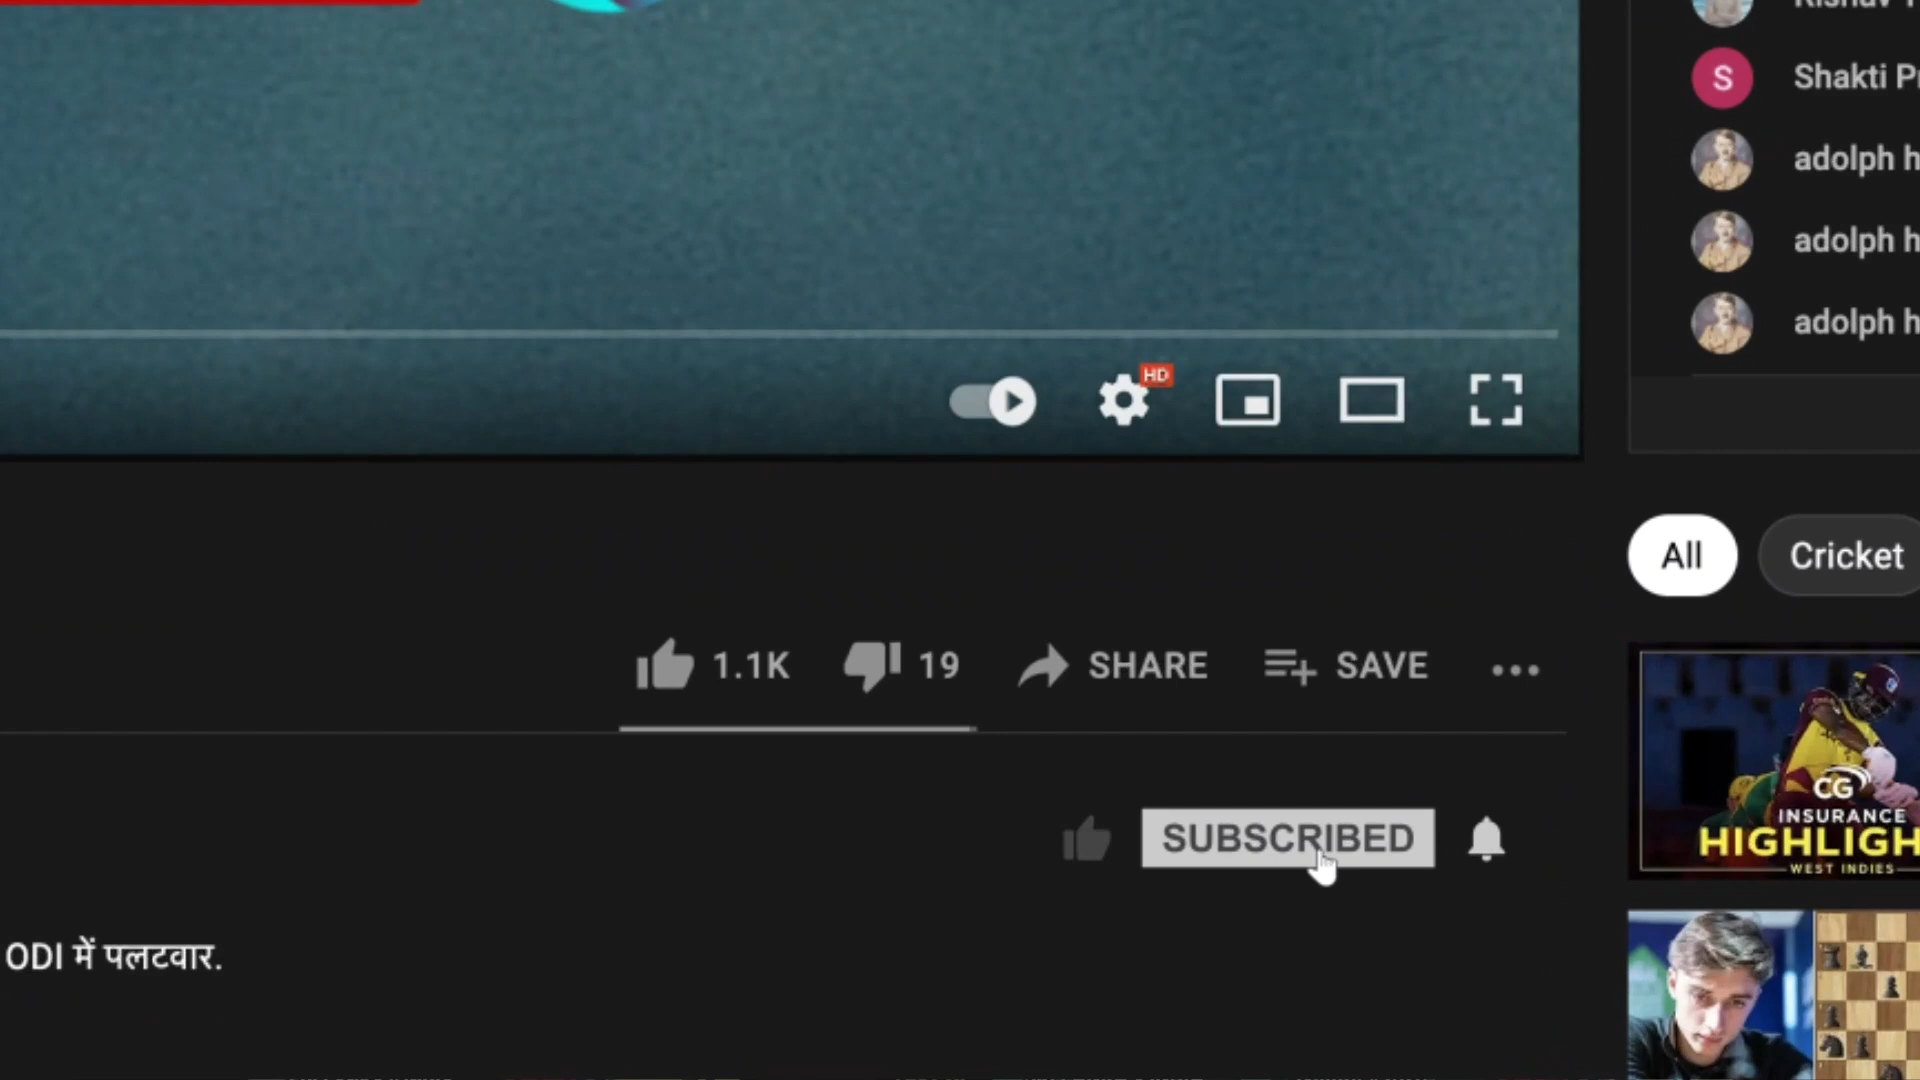 S
Shakti
adolph
adolph
adolph
HD
All
Cricket
1.1K
19
SHARE
SAVE
CG
INSURANCE
WEST INDIES
SUBSCRIBED
ODI में पलटवार.